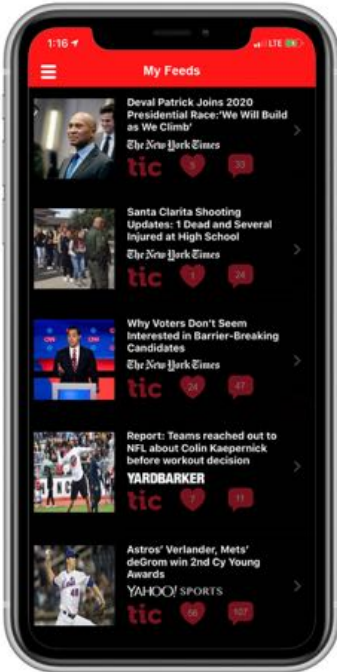 1:16
LTE
My Feeds
Deval Patrick Joins 2020
Presidential Race:'We Will Build
as We Climb'
The New York Times
tic 5 33
Santa Clarita Shooting
Updates: 1 Dead and Several
Injured at High School
The New York Times
tic 1 24
CNN
CNN
Why Voters Don't Seem
Interested in Barrier-Breaking
Candidates
The New York Times
tic 24 47
Report: Teams reached out to
NFL about Colin Kaepernick
before workout decision
YARDBARKER
tic 7 11
Astros' Verlander, Mets'
deGrom win 2nd Cy Young
Awards
YAHOO! SPORTS
48
tic 56 107